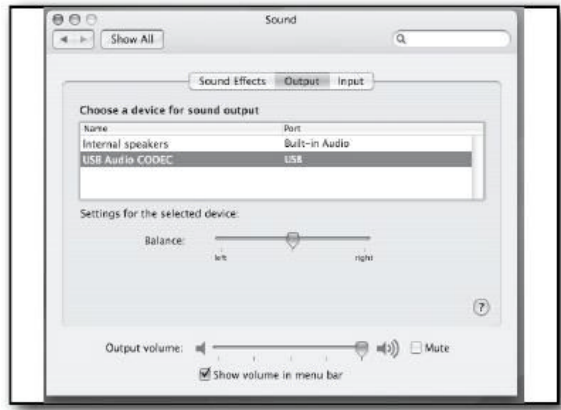 Sound
Show All
Sound Effects Output Input
Choose a device for sound output
Name Port
Internal speakers Built-in Audio
USB Audio CODEC USB
Settings for the selected device:
Balance:
left right
?
Output volume: Mute
Show volume in menu bar